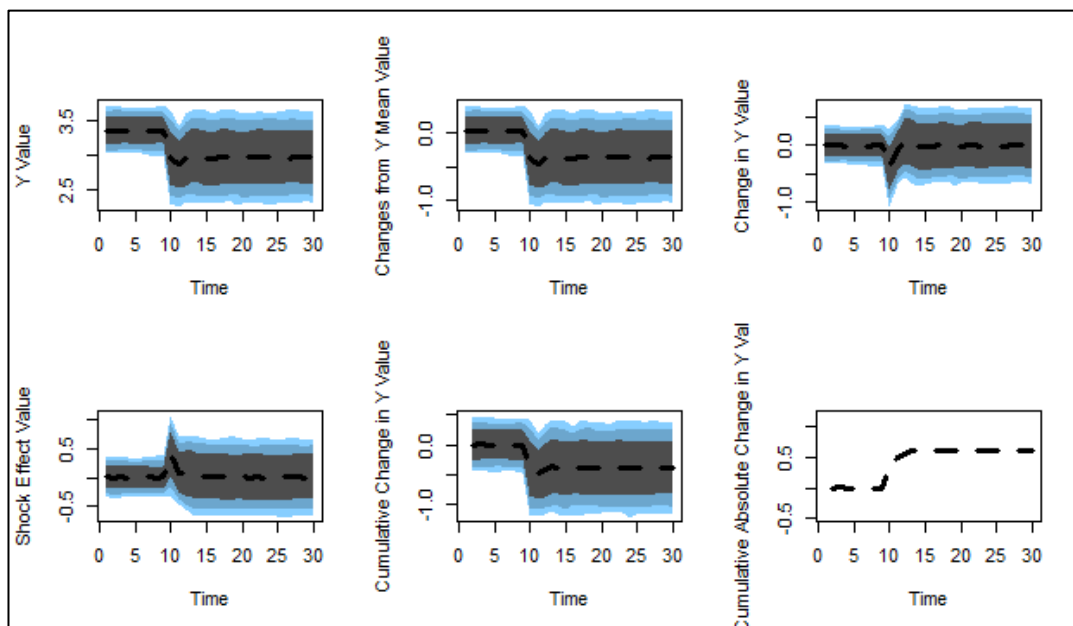 Y Value
3.5
2.5
0 5 10 15 20 25 30
Time
Changes from Y Mean Value
0.0
-1.0
0 5 10 15 20 25 30
Time
Change in Y Value
0.0
-1.0
0 5 10 15 20 25 30
Time
Shock Effect Value
0.5
-0.5
0 5 10 15 20 25 30
Time
Cumulative Change in Y Value
0.0
-1.0
0 5 10 15 20 25 30
Time
Cumulative Absolute Change in Y Val
0.5
-0.5
0 5 10 15 20 25 30
Time